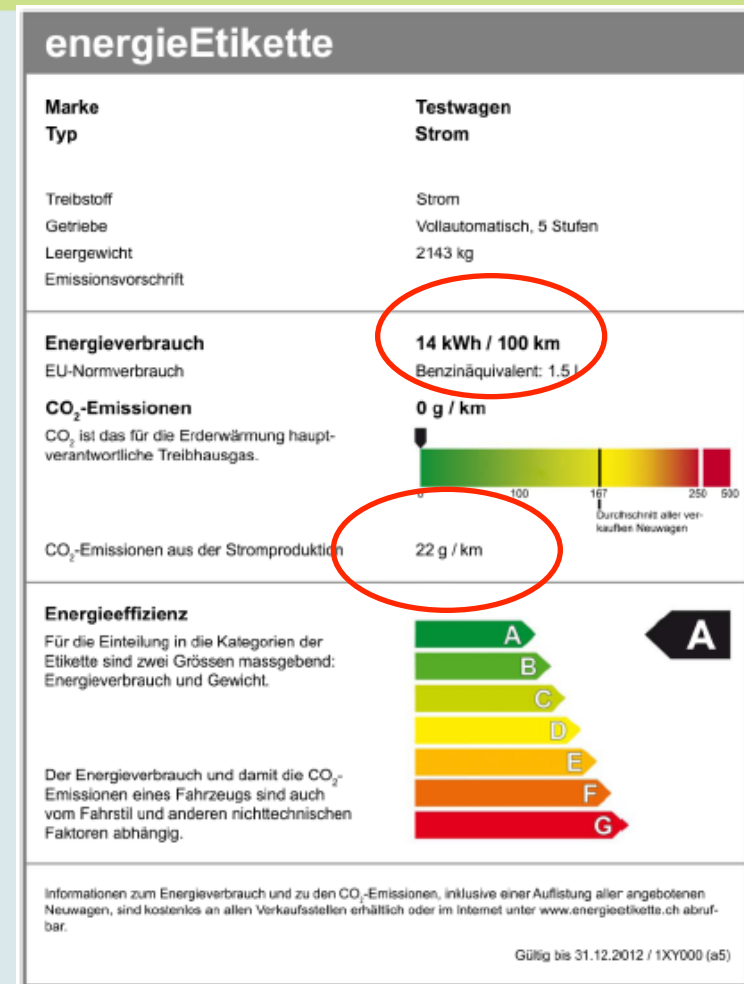 energieEtikette
Marke Testwagen
Typ Strom
Treibstoff Strom
Getriebe Vollautomatisch, 5 Stufen
Leergewicht 2143 kg
Emissionsvorschrift
Energieverbrauch 14 kWh / 100 km
EU-Normverbrauch Benzinäquivalent: 1.5 l
CO₂-Emissionen 0 g / km
CO₂ ist das für die Erderwärmung haupt-
verantwortliche Treibhausgas.
0 100 167 250 500
Durchschnitt aller ver-
kauften Neuwagen
CO₂-Emissionen aus der Stromproduktion 22 g / km
Energieeffizienz
Für die Einteilung in die Kategorien der
Etikette sind zwei Grössen massgebend:
Energieverbrauch und Gewicht.
A A
B
C
D
E
F
G
Der Energieverbrauch und damit die CO₂-
Emissionen eines Fahrzeugs sind auch
vom Fahrstil und anderen nichttechnischen
Faktoren abhängig.
Informationen zum Energieverbrauch und zu den CO₂-Emissionen, inklusive einer Auflistung aller angebotenen
Neuwagen, sind kostenlos an allen Verkaufsstellen erhältlich oder im Internet unter www.energieetikette.ch abruf-
bar.
Gültig bis 31.12.2012 / 1XY000 (a5)